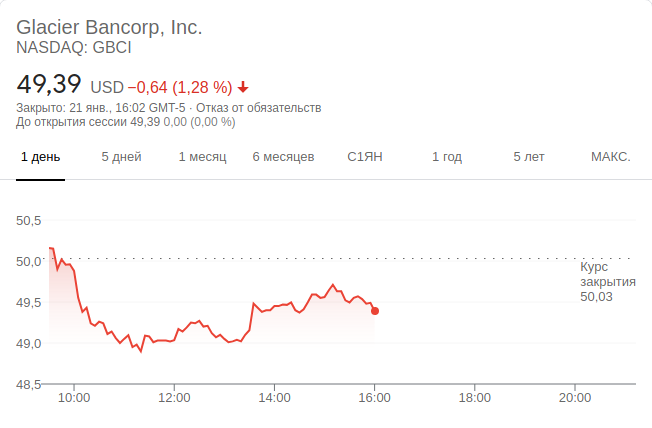 Glacier Bancorp, Inc.
NASDAQ: GBCI
49,39 USD −0,64 (1,28 %)
Закрыто: 21 янв., 16:02 GMT-5 · Отказ от обязательств
До открытия сессии 49,39 0,00 (0,00 %)
1 день 5 дней 1 месяц 6 месяцев С1ЯН 1 год 5 лет МАКС.
50,5
50,0
Курс
закрытия
50,03
49,5
49,0
48,5
10:00 12:00 14:00 16:00 18:00 20:00